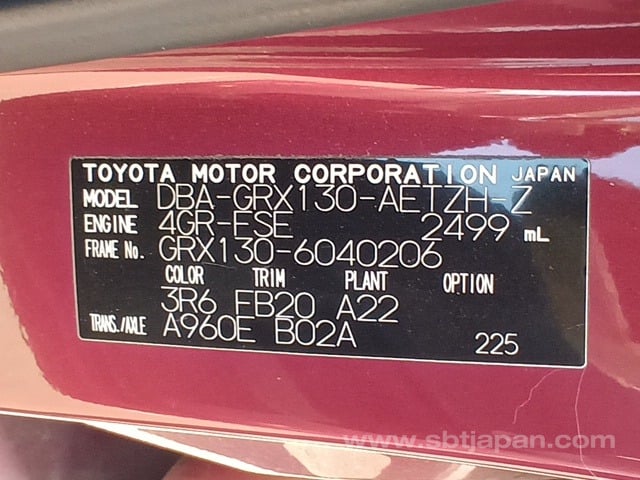 TOYOTA MOTOR CORPORATION JAPAN
MODEL DBA-GRX130-AETZH-Z
ENGINE 4GR-FSE 2499 mL
FRAME No. GRX130-6040206
COLOR TRIM PLANT OPTION
3R6 FB20 A22
TRANS./AXLE A960E B02A 225
www.sbtjapan.com